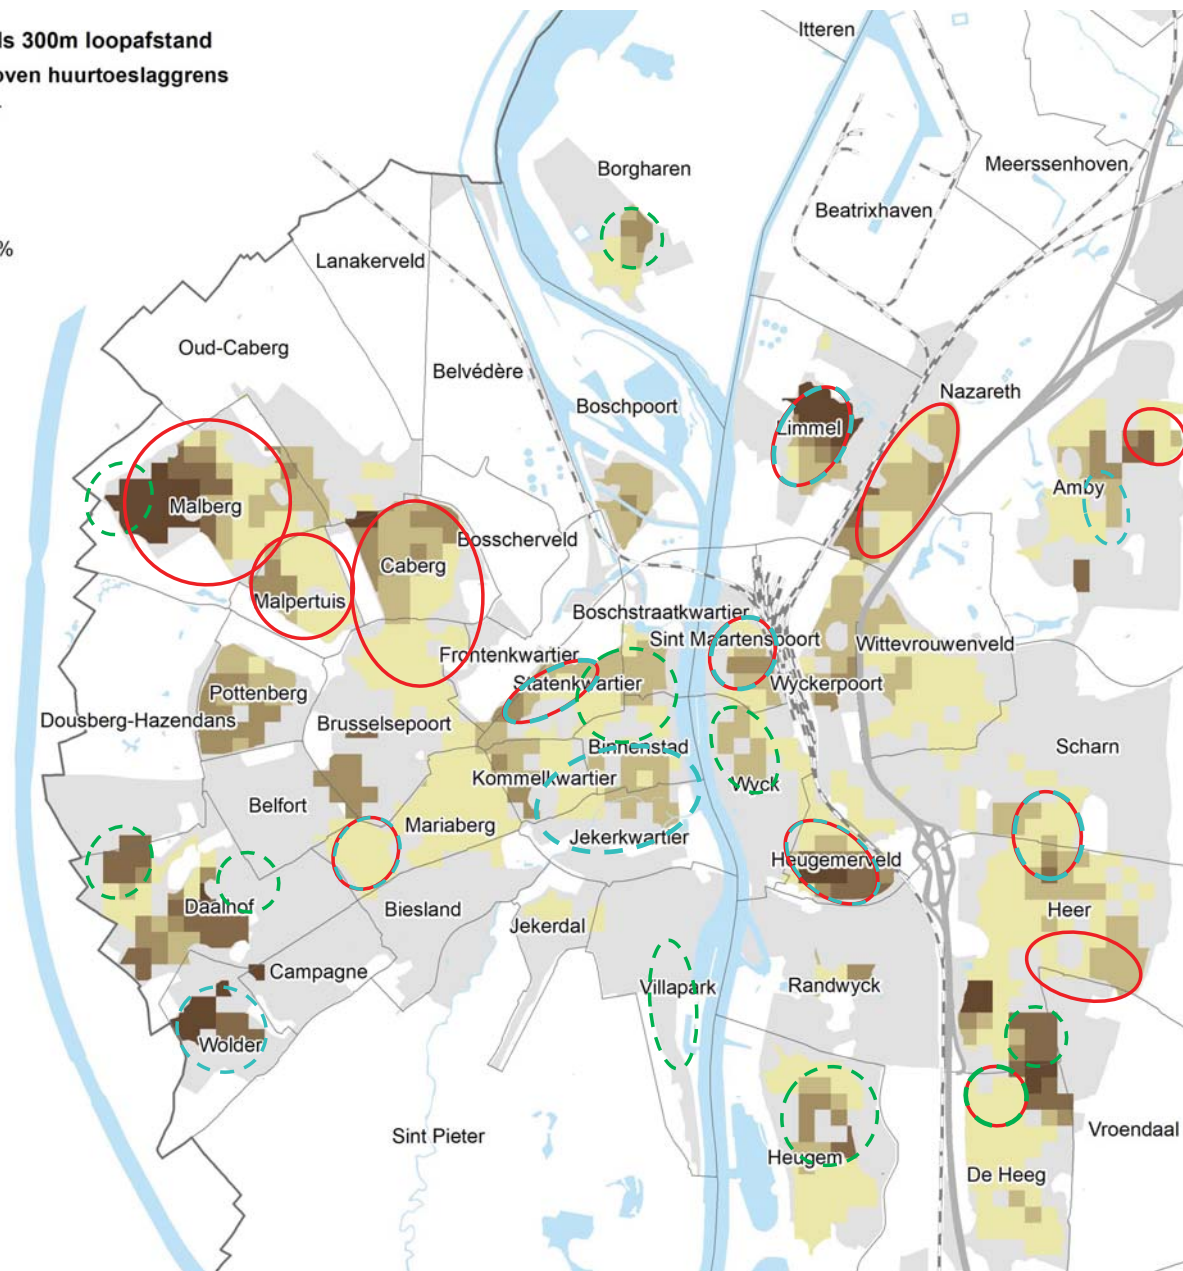 ls 300m loopafstand
oven huurtoeslaggrens
%
Itteren
Borgharen
Meerssenhoven
Beatrixhaven
Lanakerveld
Oud-Caberg
Belvédère
Boschpoort
Nazareth
Limmel
Amby
Malberg
Bosscherveld
Caberg
Malpertuis
Boschstraatkwartier
Sint Maartenspoort
Wittevrouwenveld
Frontenkwartier
Statenkwartier
Wyckerpoort
Pottenberg
Dousberg-Hazendans
Brusselsepoort
Binnenstad
Scharn
Kommelkwartier
Wyck
Belfort
Mariaberg
Jekerkwartier
Heugemerveld
Daalhof
Biesland
Heer
Jekerdal
Campagne
Villapark
Randwyck
Wolder
Sint Pieter
Vroendaal
Heugem
De Heeg